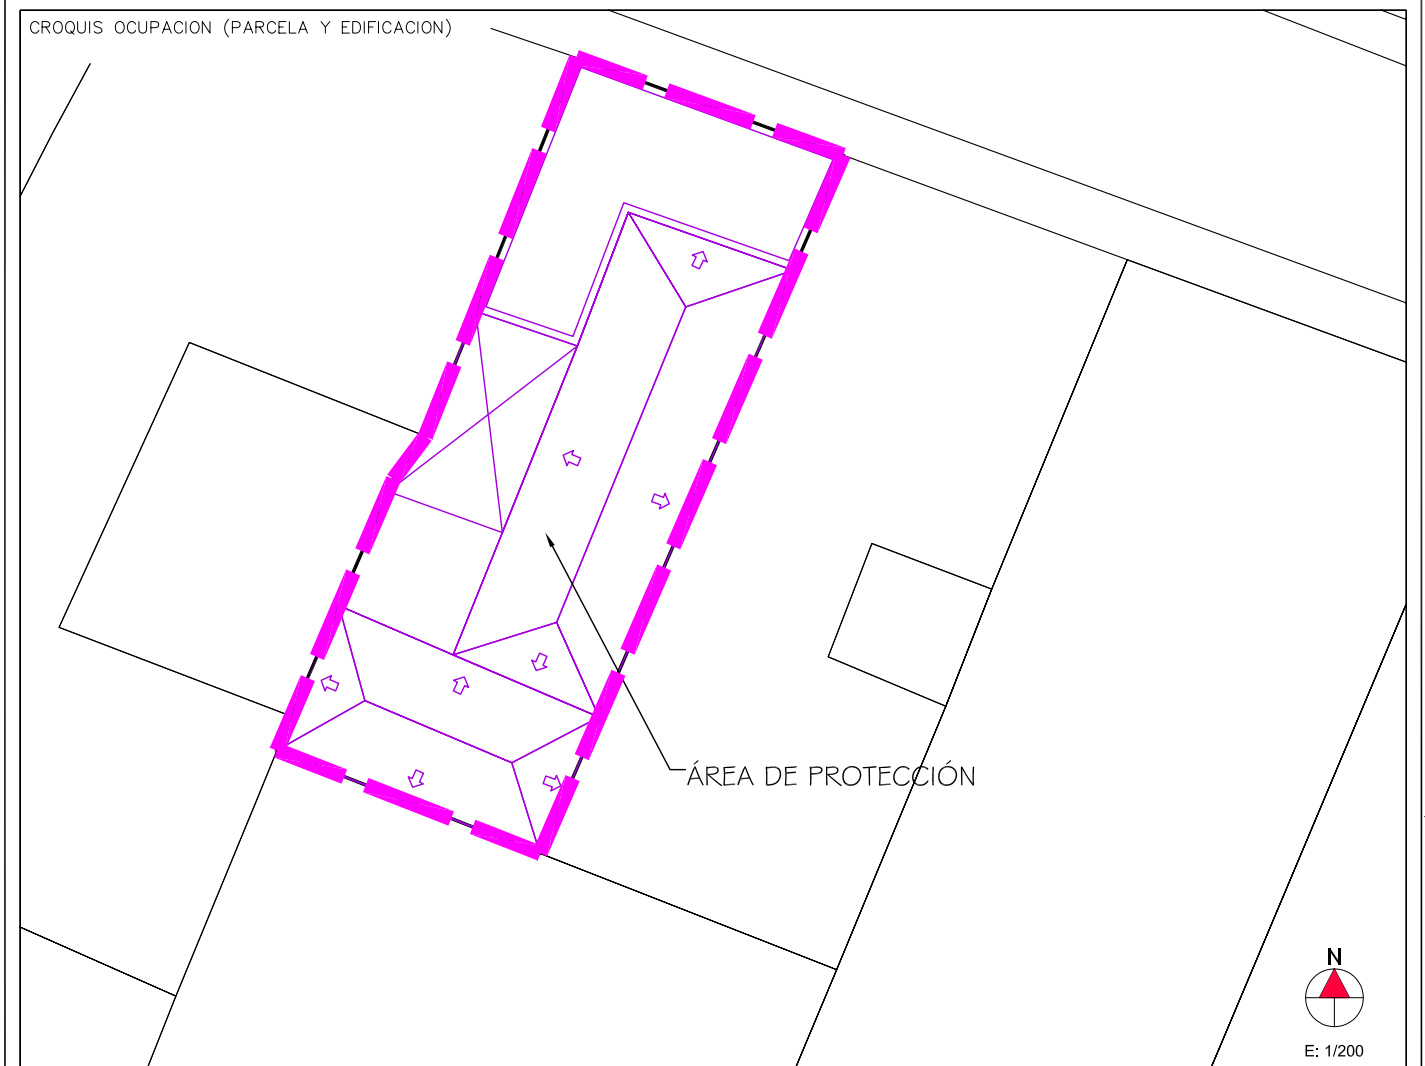 CROQUIS OCUPACION (PARCELA Y EDIFICACION)
ÁREA DE PROTECCIÓN
N
E: 1/200